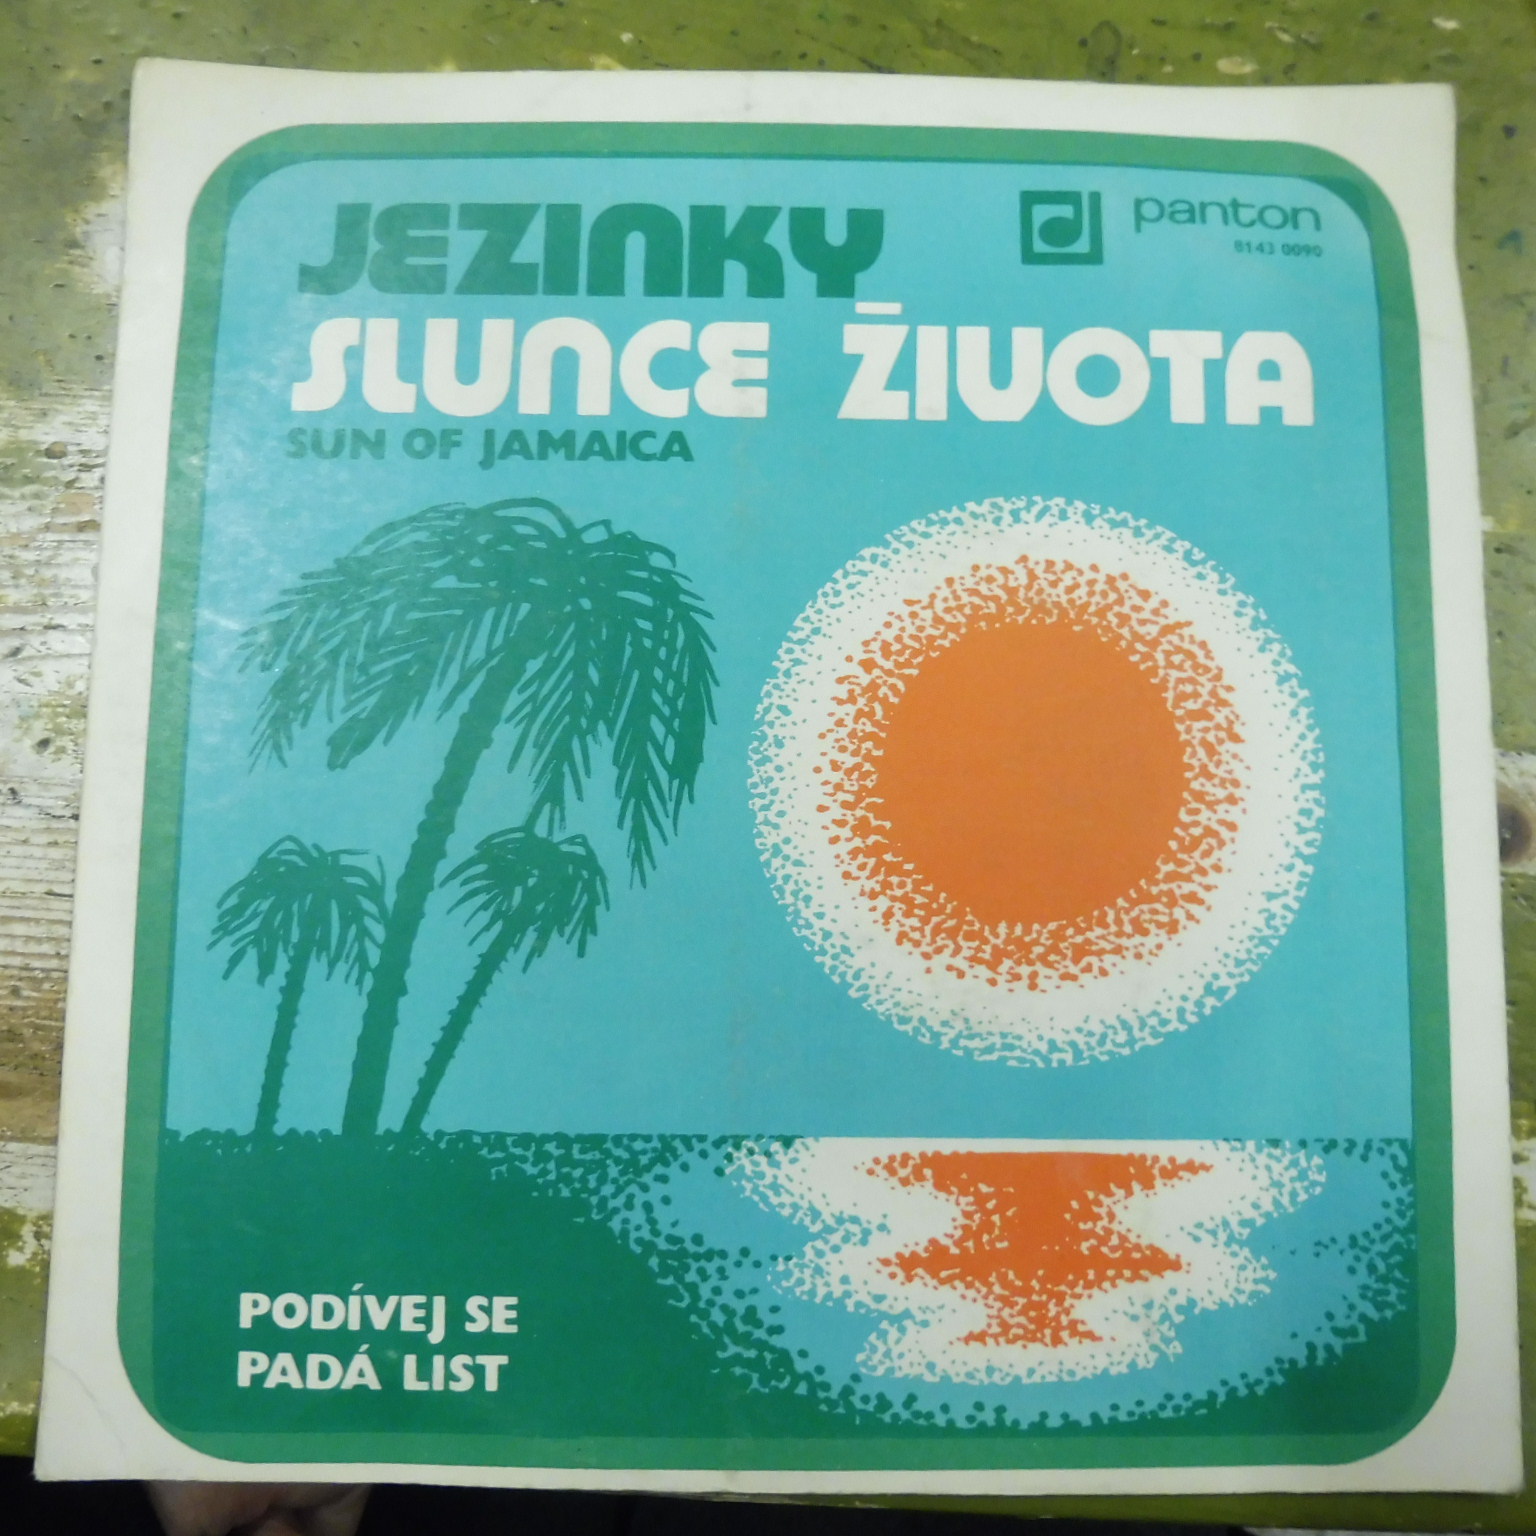 JEZINKY
panton
8143 0090
SLUNCE ŽIVOTA
SUN OF JAMAICA
PODÍVEJ SE
PADÁ LIST